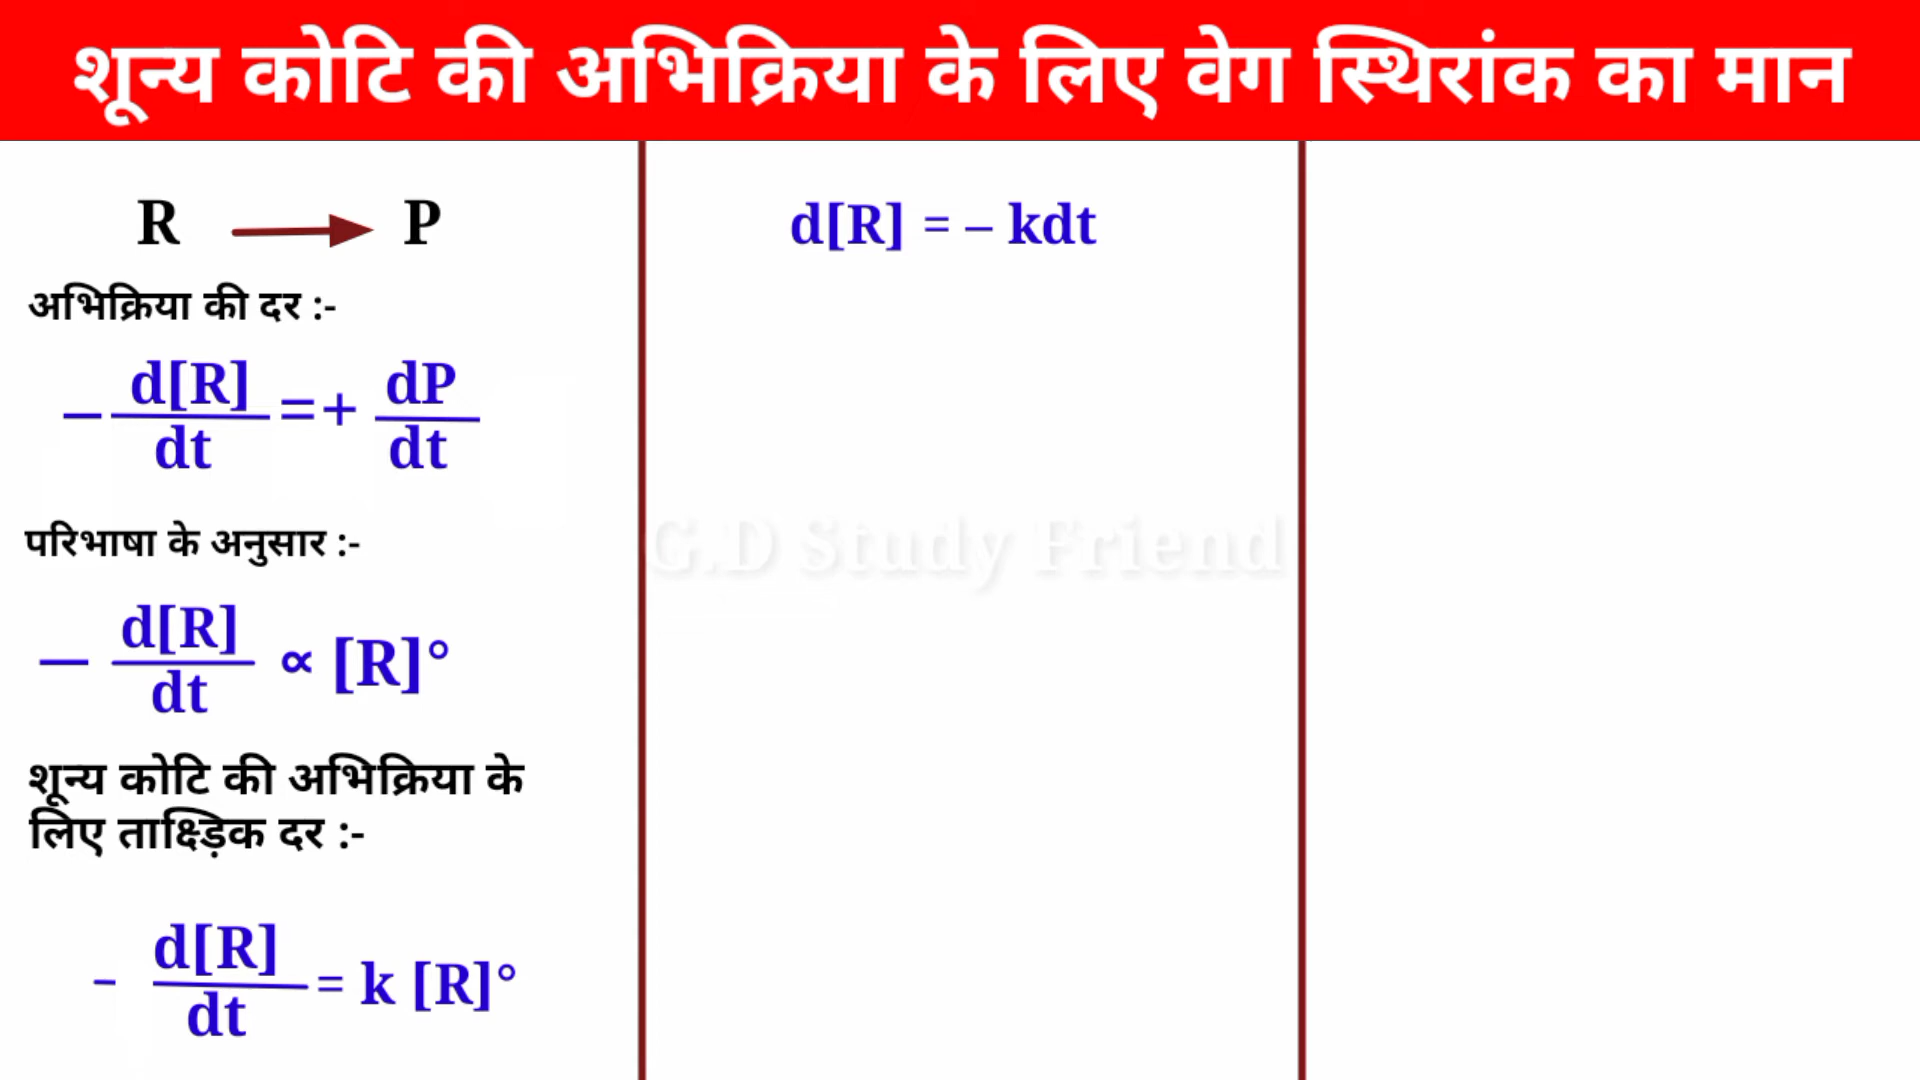 शून्य कोटि की अभिक्रिया के लिए वेग स्थिरांक का मान
R → P
अभिक्रिया की दर :-
– d[R]/dt =+ dP/dt
परिभाषा के अनुसार :-
— d[R]/dt ∝ [R]°
शून्य कोटि की अभिक्रिया के
लिए ताक्ष्ड़िक दर :-
- d[R]/dt = k [R]°
d[R] = – kdt
G.D Study Friend